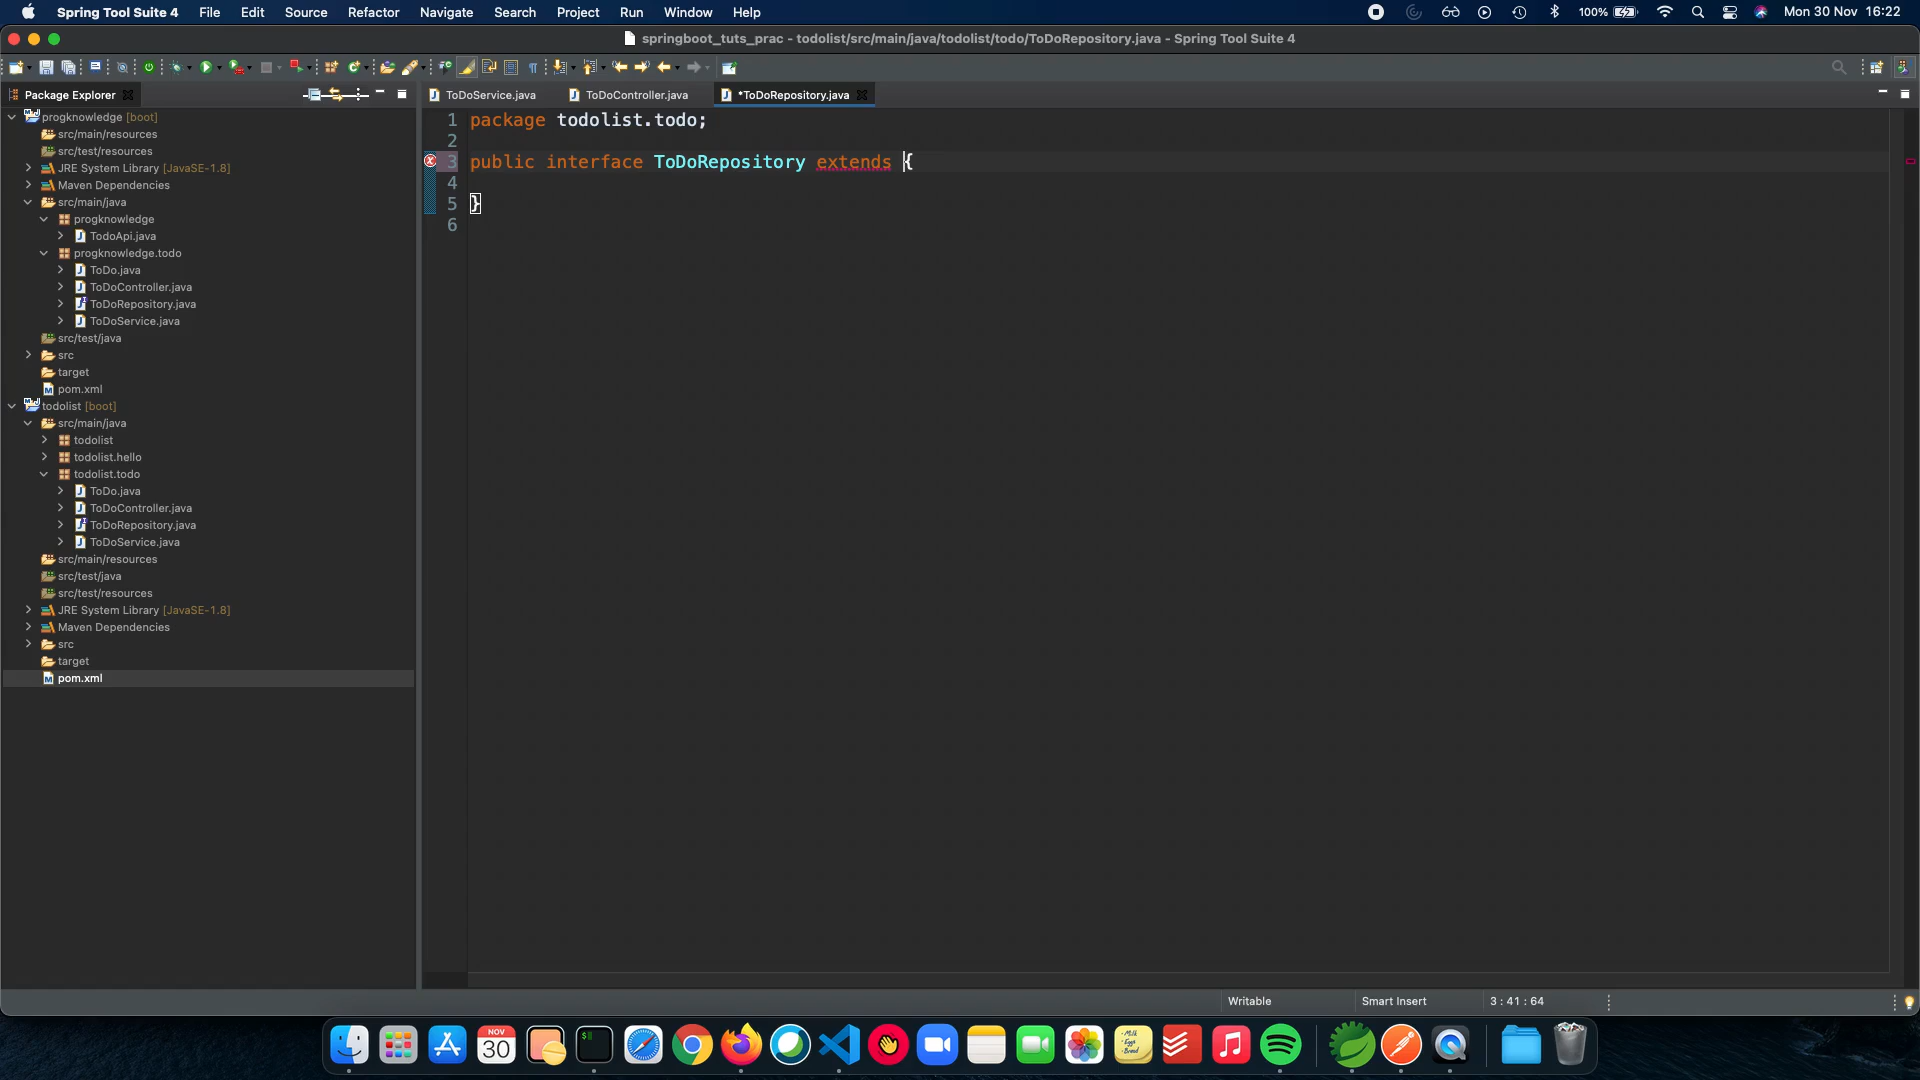 Spring Tool Suite 4 File Edit Source Refactor Navigate Search Project Run Window Help 100% Mon 30 Nov 16:22
springboot_tuts_prac - todolist/src/main/java/todolist/todo/ToDoRepository.java - Spring Tool Suite 4
Package Explorer
ToDoService.java ToDoController.java *ToDoRepository.java
progknowledge [boot]
src/main/resources
src/test/resources
JRE System Library [JavaSE-1.8]
Maven Dependencies
src/main/java
progknowledge
TodoApi.java
progknowledge.todo
ToDo.java
ToDoController.java
ToDoRepository.java
ToDoService.java
src/test/java
src
target
pom.xml
todolist [boot]
src/main/java
todolist
todolist.hello
todolist.todo
ToDo.java
ToDoController.java
ToDoRepository.java
ToDoService.java
src/main/resources
src/test/java
src/test/resources
JRE System Library [JavaSE-1.8]
Maven Dependencies
src
target
pom.xml
1 package todolist.todo;
2
3 public interface ToDoRepository extends {
4
5 }
6
Writable Smart Insert 3 : 41 : 64
NOV
30
Milk
Eggs
Bread